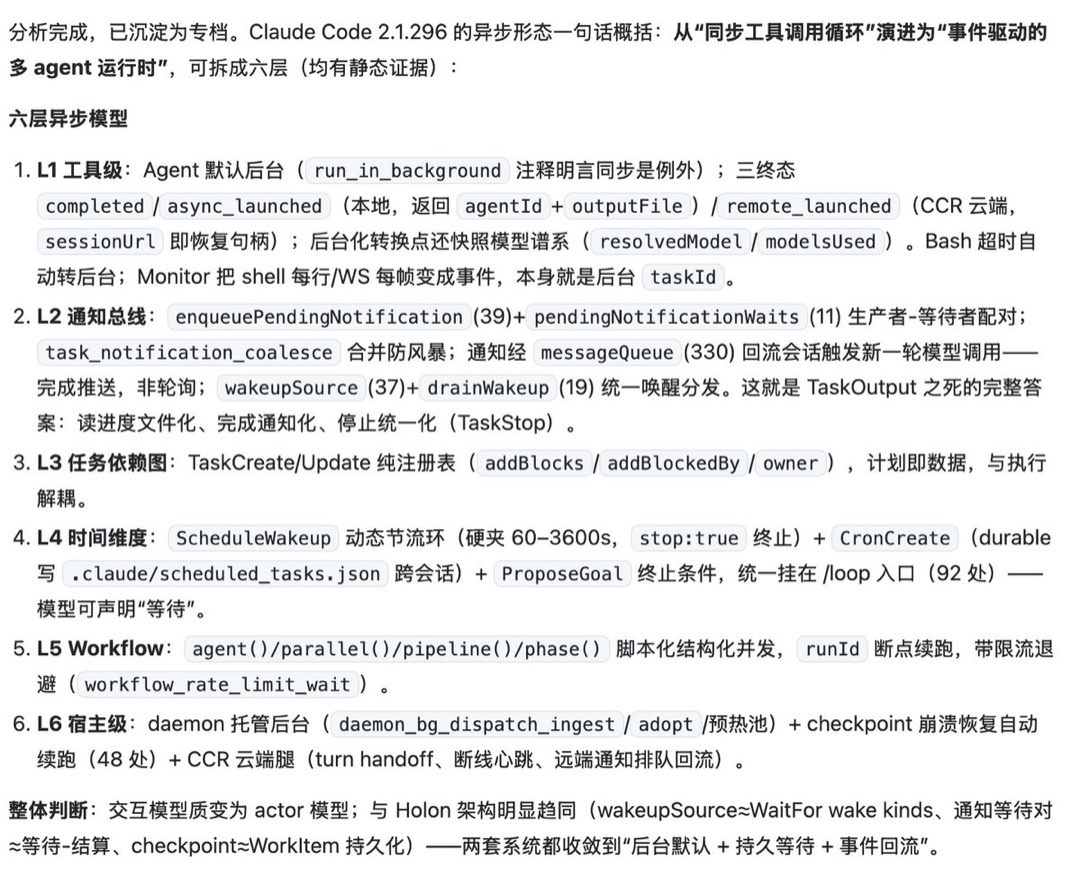 分析完成，已沉淀为专档。Claude Code 2.1.296 的异步形态一句话概括：从“同步工具调用循环”演进为“事件驱动的
多 agent 运行时”，可拆成六层（均有静态证据）：
六层异步模型
1. L1 工具级：Agent 默认后台（ run_in_background 注释明言同步是例外）；三终态
completed / async_launched （本地，返回 agentId + outputFile ）/ remote_launched （CCR 云端，
sessionUrl 即恢复句柄）；后台化转换点还快照模型谱系（ resolvedModel / modelsUsed ）。Bash 超时自
动转后台；Monitor 把 shell 每行/WS 每帧变成事件，本身就是后台 taskId 。
2. L2 通知总线： enqueuePendingNotification (39)+ pendingNotificationWaits (11) 生产者-等待者配对；
task_notification_coalesce 合并防风暴；通知经 messageQueue (330) 回流会话触发新一轮模型调用——
完成推送，非轮询； wakeupSource (37)+ drainWakeup (19) 统一唤醒分发。这就是 TaskOutput 之死的完整答
案：读进度文件化、完成通知化、停止统一化（TaskStop）。
3. L3 任务依赖图：TaskCreate/Update 纯注册表（ addBlocks / addBlockedBy / owner ），计划即数据，与执行
解耦。
4. L4 时间维度： ScheduleWakeup 动态节流环（硬夹 60–3600s， stop:true 终止）+ CronCreate （durable
写 .claude/scheduled_tasks.json 跨会话）+ ProposeGoal 终止条件，统一挂在 /loop 入口（92 处）——
模型可声明“等待”。
5. L5 Workflow： agent()/parallel()/pipeline()/phase() 脚本化结构化并发， runId 断点续跑，带限流退
避（ workflow_rate_limit_wait ）。
6. L6 宿主级：daemon 托管后台（ daemon_bg_dispatch_ingest / adopt /预热池）+ checkpoint 崩溃恢复自动
续跑（48 处）+ CCR 云端腿（turn handoff、断线心跳、远端通知排队回流）。
整体判断：交互模型质变为 actor 模型；与 Holon 架构明显趋同（wakeupSource≈WaitFor wake kinds、通知等待对
≈等待-结算、checkpoint≈WorkItem 持久化）——两套系统都收敛到“后台默认 + 持久等待 + 事件回流”。